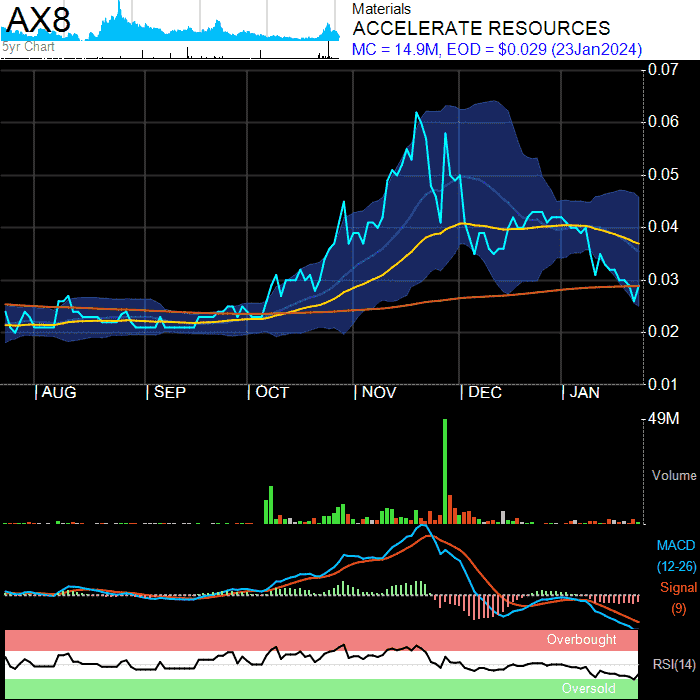 AX8
5yr Chart
Materials
ACCELERATE RESOURCES
MC = 14.9M, EOD = $0.029 (23Jan2024)
0.07
0.06
0.05
0.04
0.03
0.02
0.01
AUG SEP OCT NOV DEC JAN
49M
Volume
MACD
(12-26)
Signal
(9)
Overbought
RSI(14)
Oversold